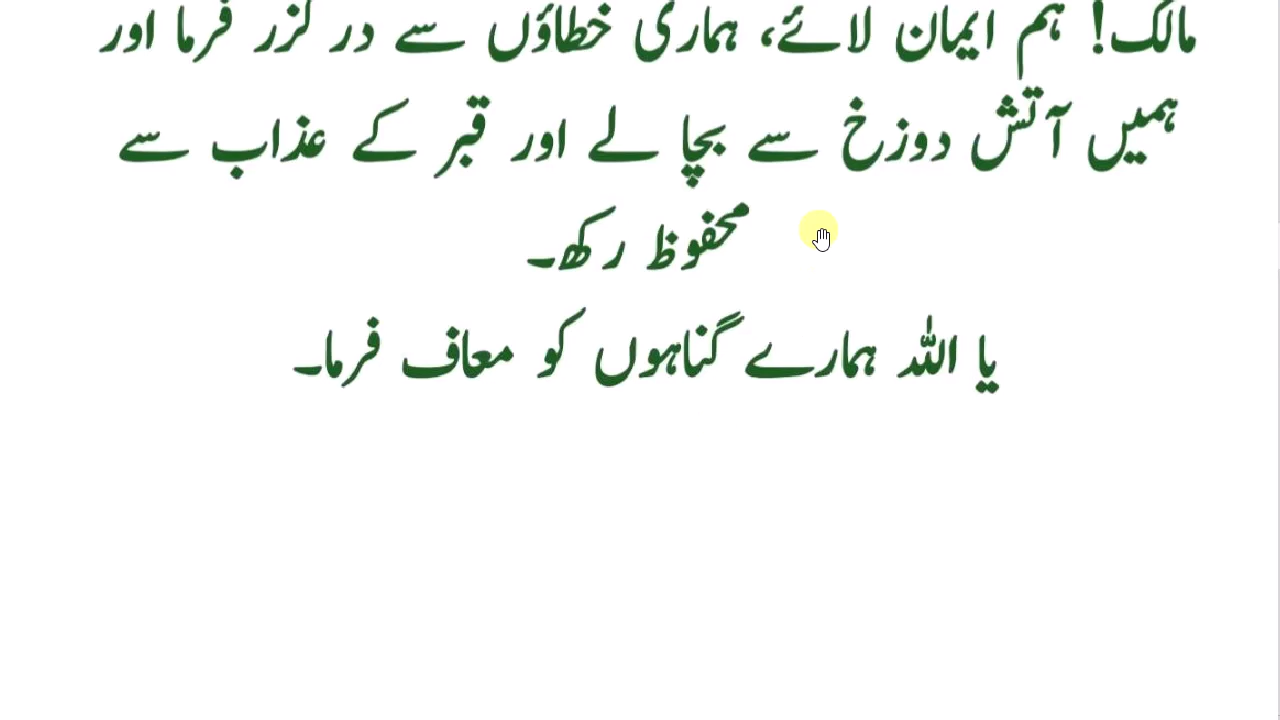 مالک! ہم ایمان لائے، ہماری خطاؤں سے در گزر فرما اور
ہمیں آتش دوزخ سے بچا لے اور قبر کے عذاب سے
محفوظ رکھ۔
یا اللہ ہمارے گناہوں کو معاف فرما۔